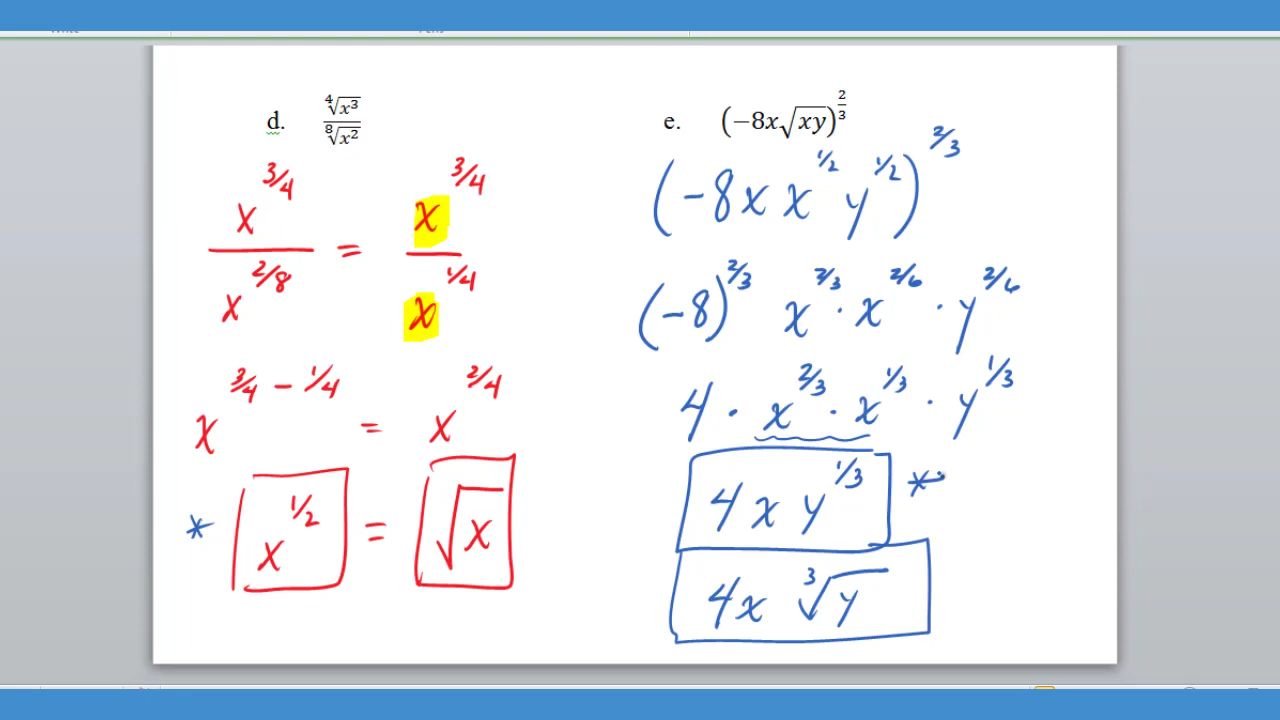 d. ∜x³ / ⁸√x²
x^3/4 / x^2/8 = x^3/4 / x^1/4
x^3/4 - 1/4 = x^2/4
* x^1/2 = √x
e. (−8x√xy)^2/3
(-8x x^1/2 y^1/2)^2/3
(-8)^2/3 x^2/3 · x^2/6 · y^2/6
4 · x^2/3 · x^1/3 · y^1/3
4 x y^1/3 *
4x ∛y